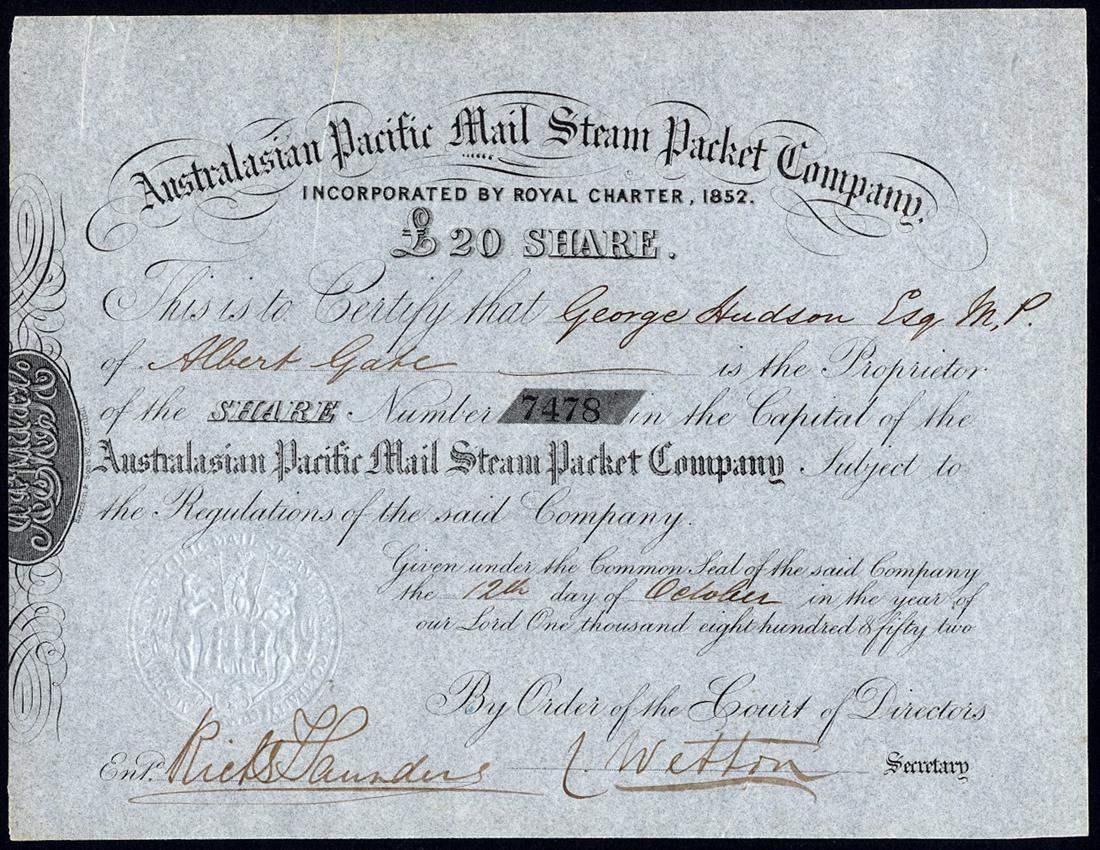 Australasian Pacific Mail Steam Packet Company.
INCORPORATED BY ROYAL CHARTER, 1852.
£20 SHARE.
This is to Certify that George Hudson Esq M.P.
of Albert Gate is the Proprietor
of the SHARE Number 7478 in the Capital of the
Australasian Pacific Mail Steam Packet Company Subject to
the Regulations of the said Company.
Given under the Common Seal of the said Company
the 12th day of October in the year of
our Lord One thousand eight hundred & fifty two
By Order of the Court of Directors
Entd. Richd Saunders Wetton Secretary